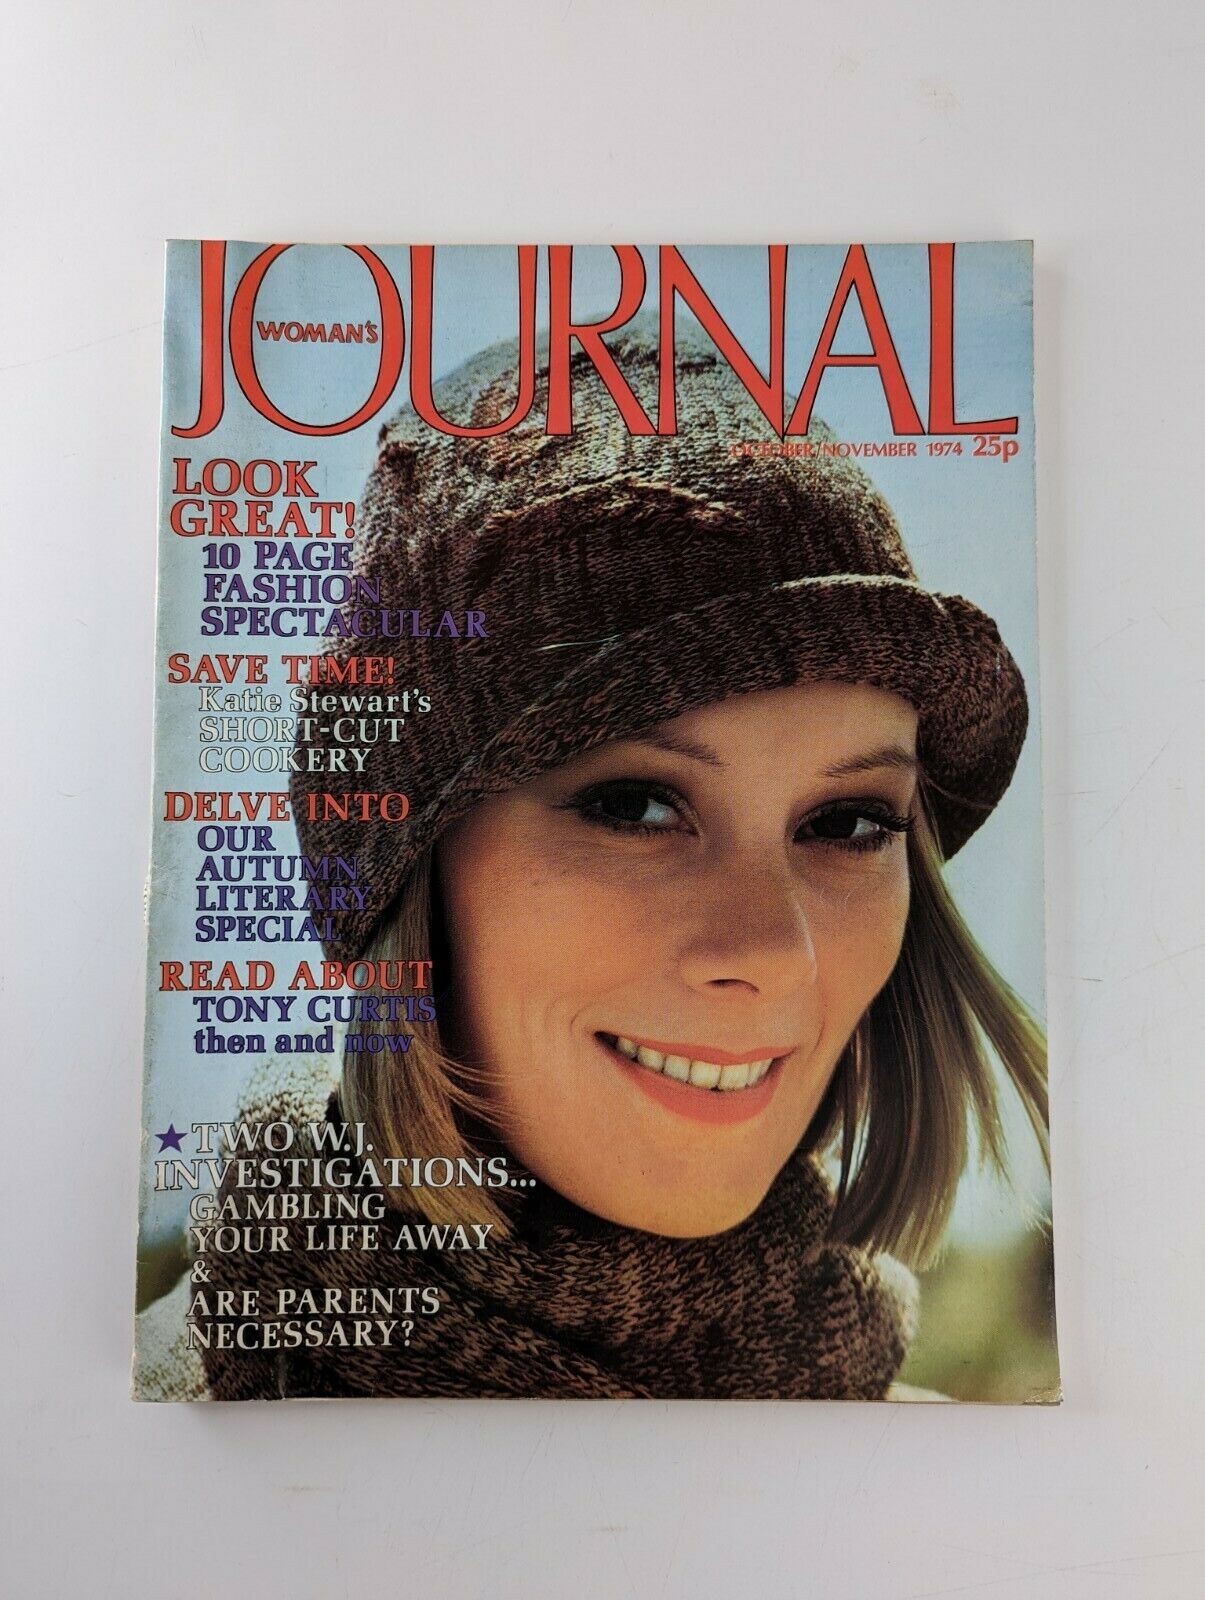 JOURNAL
WOMAN'S
OCTOBER/NOVEMBER 1974 25p
LOOK
GREAT!
10 PAGE
FASHION
SPECTACULAR
SAVE TIME!
Katie Stewart's
SHORT-CUT
COOKERY
DELVE INTO
OUR
AUTUMN
LITERARY
SPECIAL
READ ABOUT
TONY CURTIS
then and now
★ TWO W.J.
INVESTIGATIONS...
GAMBLING
YOUR LIFE AWAY
&
ARE PARENTS
NECESSARY?